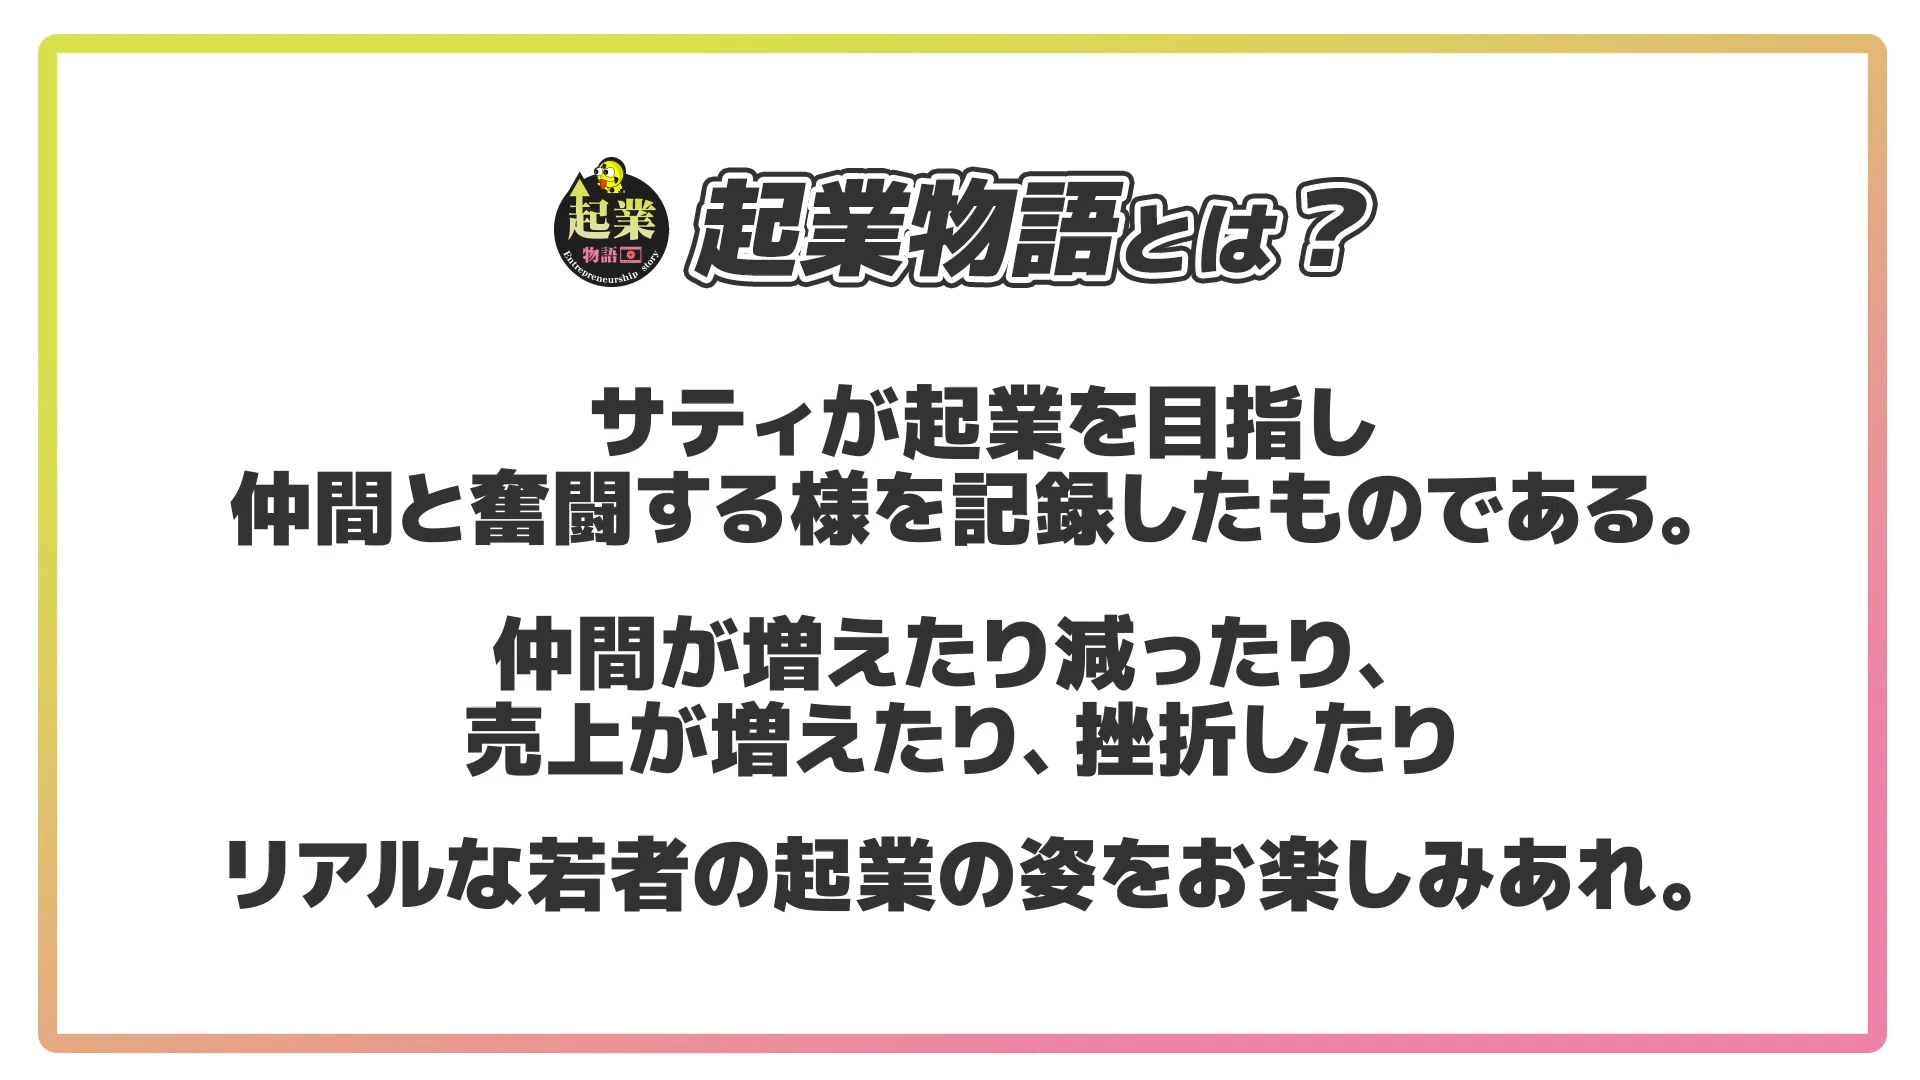 起業
物語
Entrepreneurship story
起業物語とは？
サティが起業を目指し
仲間と奮闘する様を記録したものである。
仲間が増えたり減ったり、
売上が増えたり、挫折したり
リアルな若者の起業の姿をお楽しみあれ。